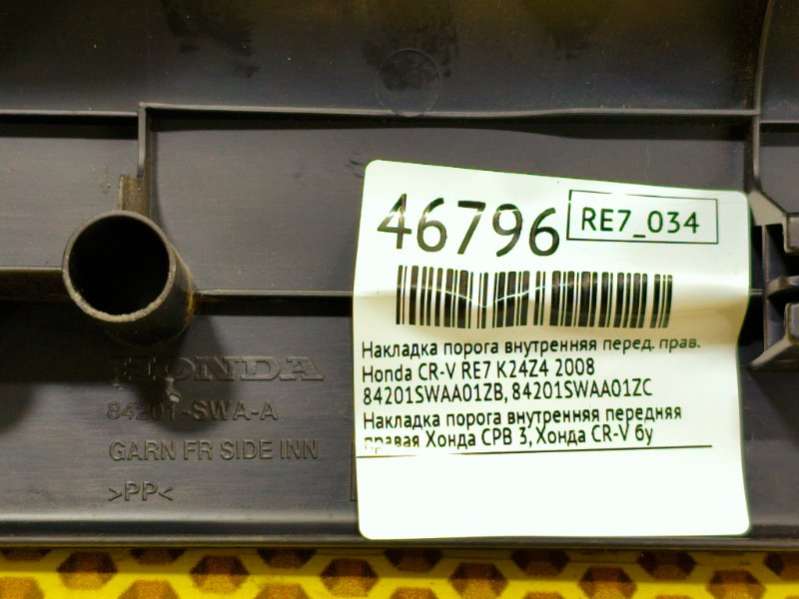 46796
RE7_034
Накладка порога внутренняя перед. прав.
Honda CR-V RE7 K24Z4 2008
84201SWAA01ZB, 84201SWAA01ZC
Накладка порога внутренняя передняя
правая Хонда СРВ 3, Хонда CR-V бу
HONDA
84201-SWA-A
GARN FR SIDE INN
>PP<